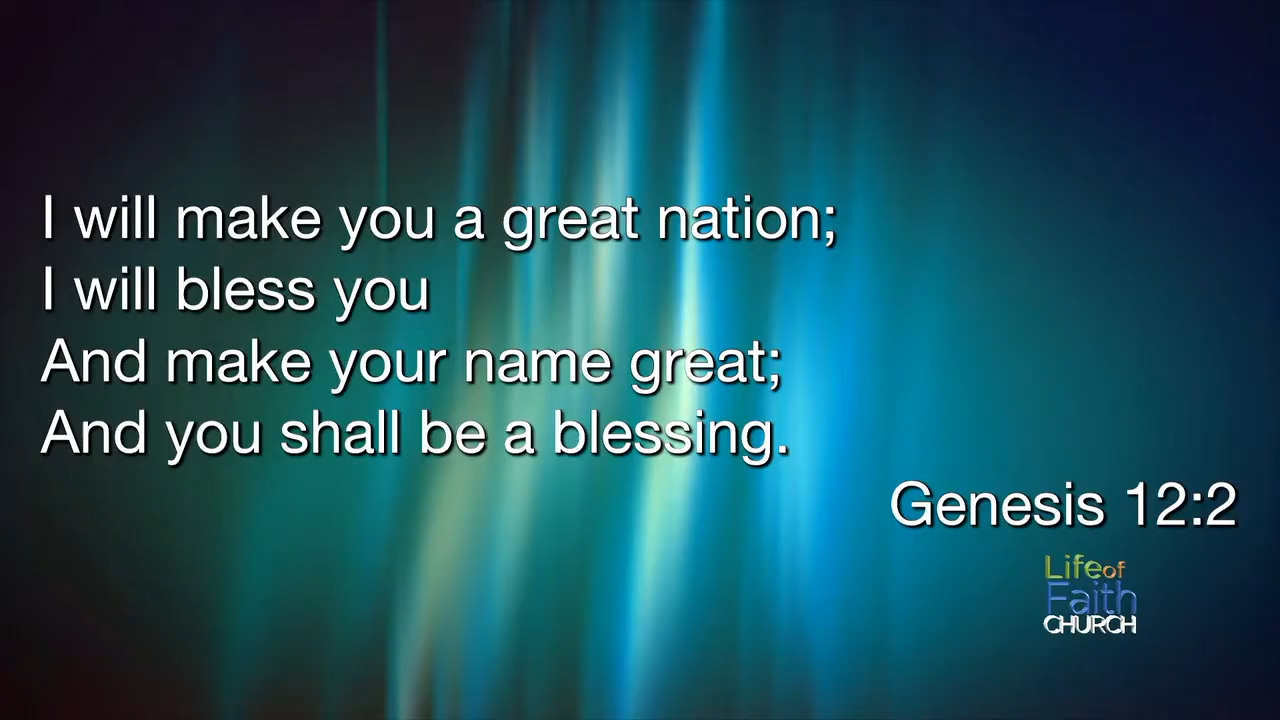 I will make you a great nation;
I will bless you
And make your name great;
And you shall be a blessing.
Genesis 12:2
Life of
Faith
CHURCH